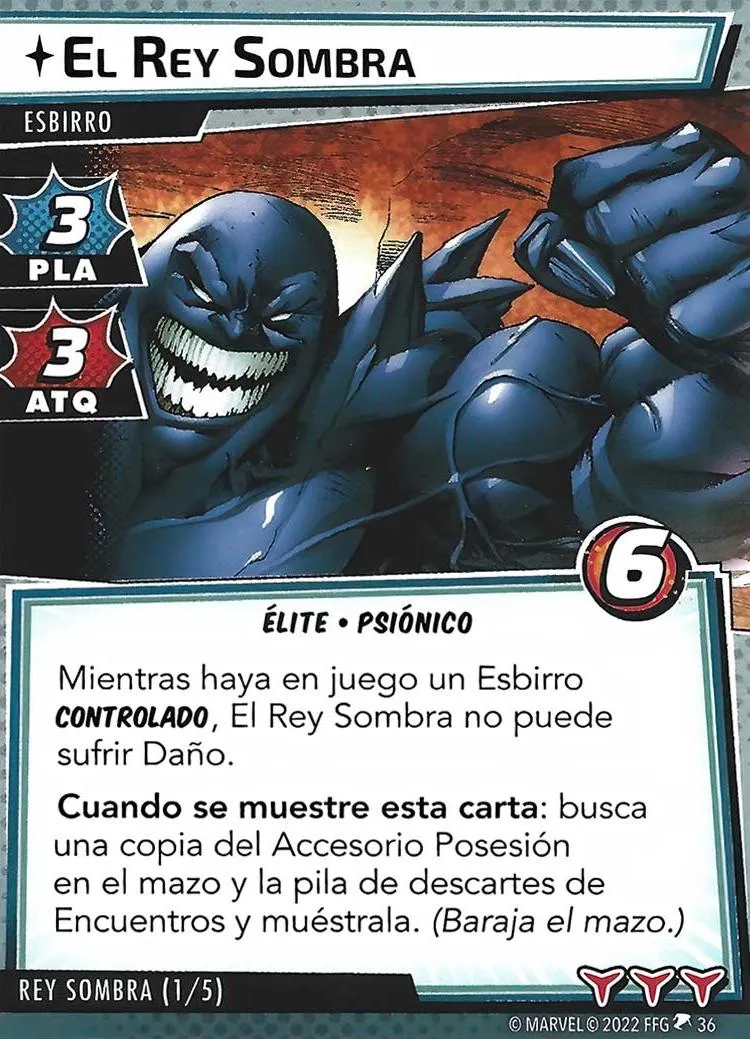 El Rey Sombra
ESBIRRO
3
PLA
3
ATQ
6
ÉLITE • PSIÓNICO
Mientras haya en juego un Esbirro
CONTROLADO, El Rey Sombra no puede
sufrir Daño.
Cuando se muestre esta carta: busca
una copia del Accesorio Posesión
en el mazo y la pila de descartes de
Encuentros y muéstrala. (Baraja el mazo.)
REY SOMBRA (1/5)
© MARVEL © 2022 FFG 36